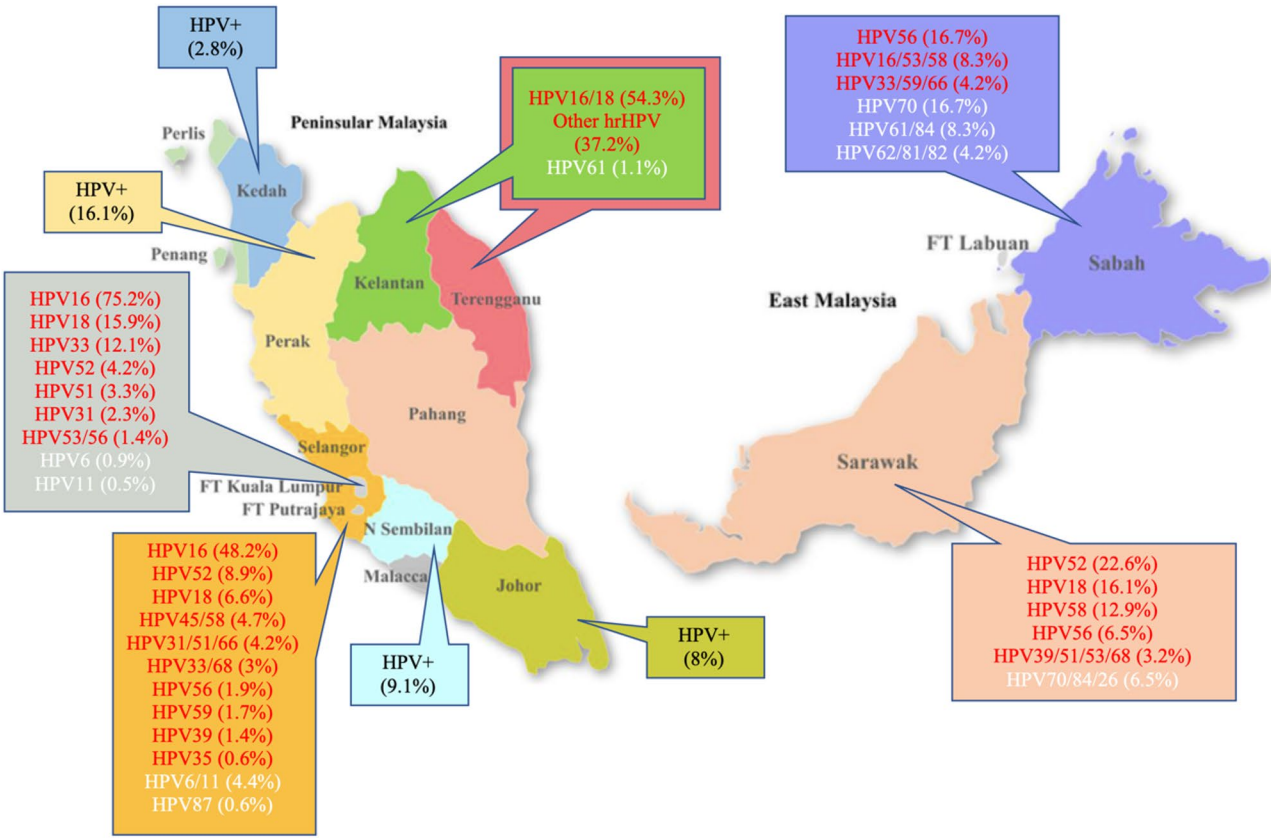 HPV+
(2.8%)
HPV56 (16.7%)
HPV16/53/58 (8.3%)
HPV33/59/66 (4.2%)
HPV70 (16.7%)
HPV61/84 (8.3%)
HPV62/81/82 (4.2%)
HPV16/18 (54.3%)
Other hrHPV
(37.2%)
HPV61 (1.1%)
Peninsular Malaysia
Perlis
Kedah
HPV+
(16.1%)
Penang
FT Labuan
Sabah
Kelantan
Terengganu
East Malaysia
HPV16 (75.2%)
HPV18 (15.9%)
HPV33 (12.1%)
HPV52 (4.2%)
HPV51 (3.3%)
HPV31 (2.3%)
HPV53/56 (1.4%)
HPV6 (0.9%)
HPV11 (0.5%)
Perak
Pahang
Selangor
FT Kuala Lumpur
FT Putrajaya
Sarawak
N Sembilan
Malacca
Johor
HPV16 (48.2%)
HPV52 (8.9%)
HPV18 (6.6%)
HPV45/58 (4.7%)
HPV31/51/66 (4.2%)
HPV33/68 (3%)
HPV56 (1.9%)
HPV59 (1.7%)
HPV39 (1.4%)
HPV35 (0.6%)
HPV6/11 (4.4%)
HPV87 (0.6%)
HPV+
(9.1%)
HPV+
(8%)
HPV52 (22.6%)
HPV18 (16.1%)
HPV58 (12.9%)
HPV56 (6.5%)
HPV39/51/53/68 (3.2%)
HPV70/84/26 (6.5%)